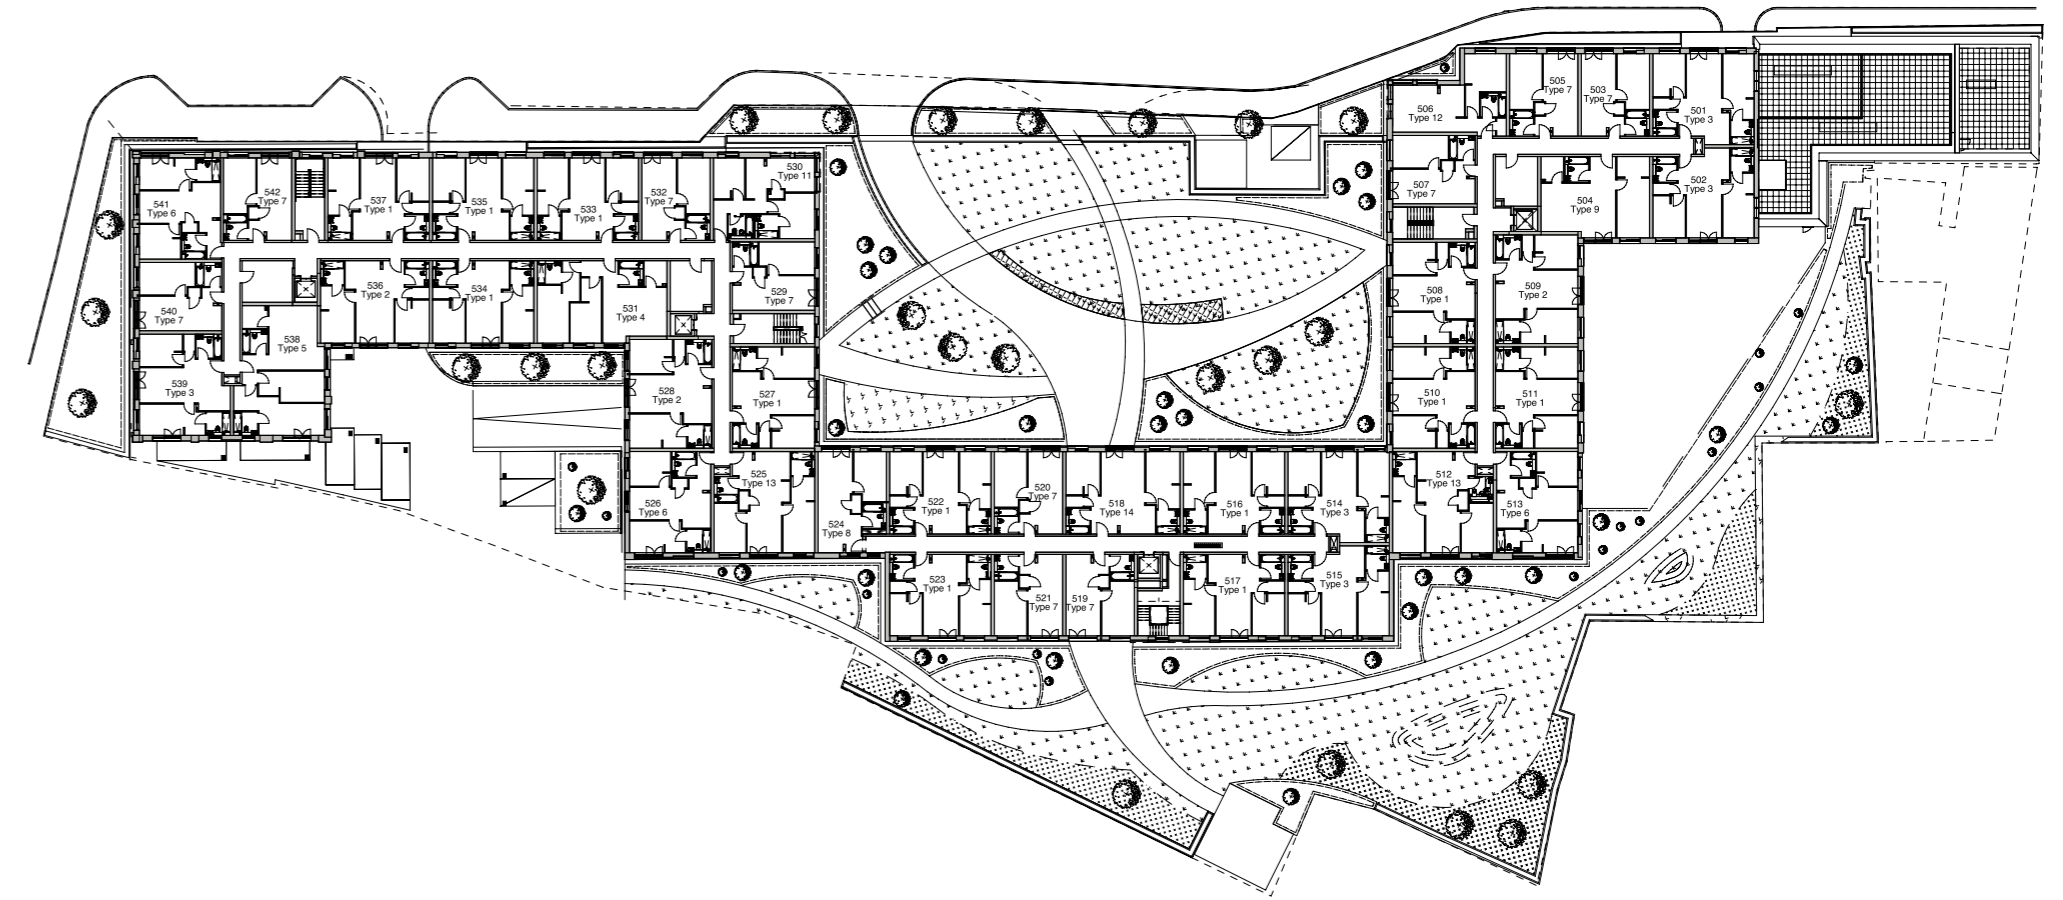 505
Type 7
503
Type 7
501
Type 3
506
Type 12
507
Type 7
502
Type 3
504
Type 9
508
Type 1
509
Type 2
510
Type 1
511
Type 1
512
Type 13
513
Type 6
541
Type 6
542
Type 7
537
Type 1
535
Type 1
533
Type 1
532
Type 7
530
Type 11
536
Type 2
534
Type 1
531
Type 4
529
Type 7
540
Type 7
538
Type 5
539
Type 3
528
Type 2
527
Type 1
526
Type 6
525
Type 13
524
Type 8
522
Type 1
520
Type 7
518
Type 14
516
Type 1
514
Type 3
523
Type 1
521
Type 7
519
Type 7
517
Type 1
515
Type 3